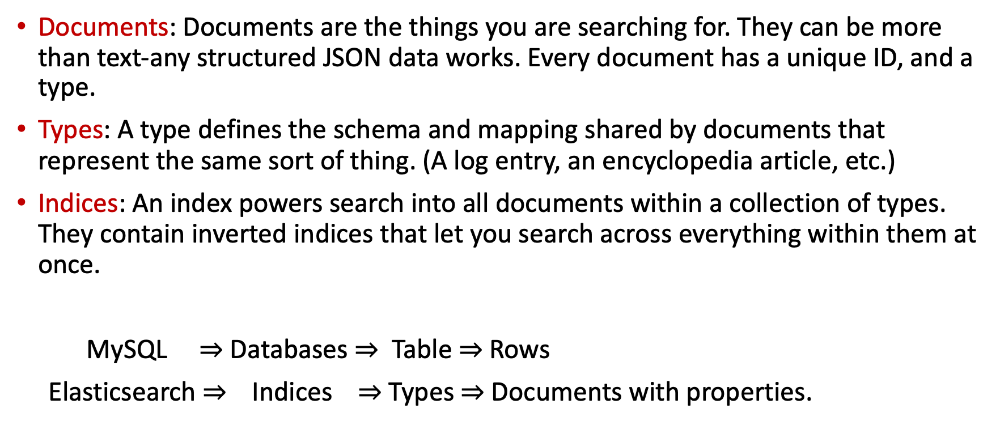 • Documents: Documents are the things you are searching for. They can be more
than text-any structured JSON data works. Every document has a unique ID, and a
type.
• Types: A type defines the schema and mapping shared by documents that
represent the same sort of thing. (A log entry, an encyclopedia article, etc.)
• Indices: An index powers search into all documents within a collection of types.
They contain inverted indices that let you search across everything within them at
once.
MySQL ⇒ Databases ⇒ Table ⇒ Rows
Elasticsearch ⇒ Indices ⇒ Types ⇒ Documents with properties.